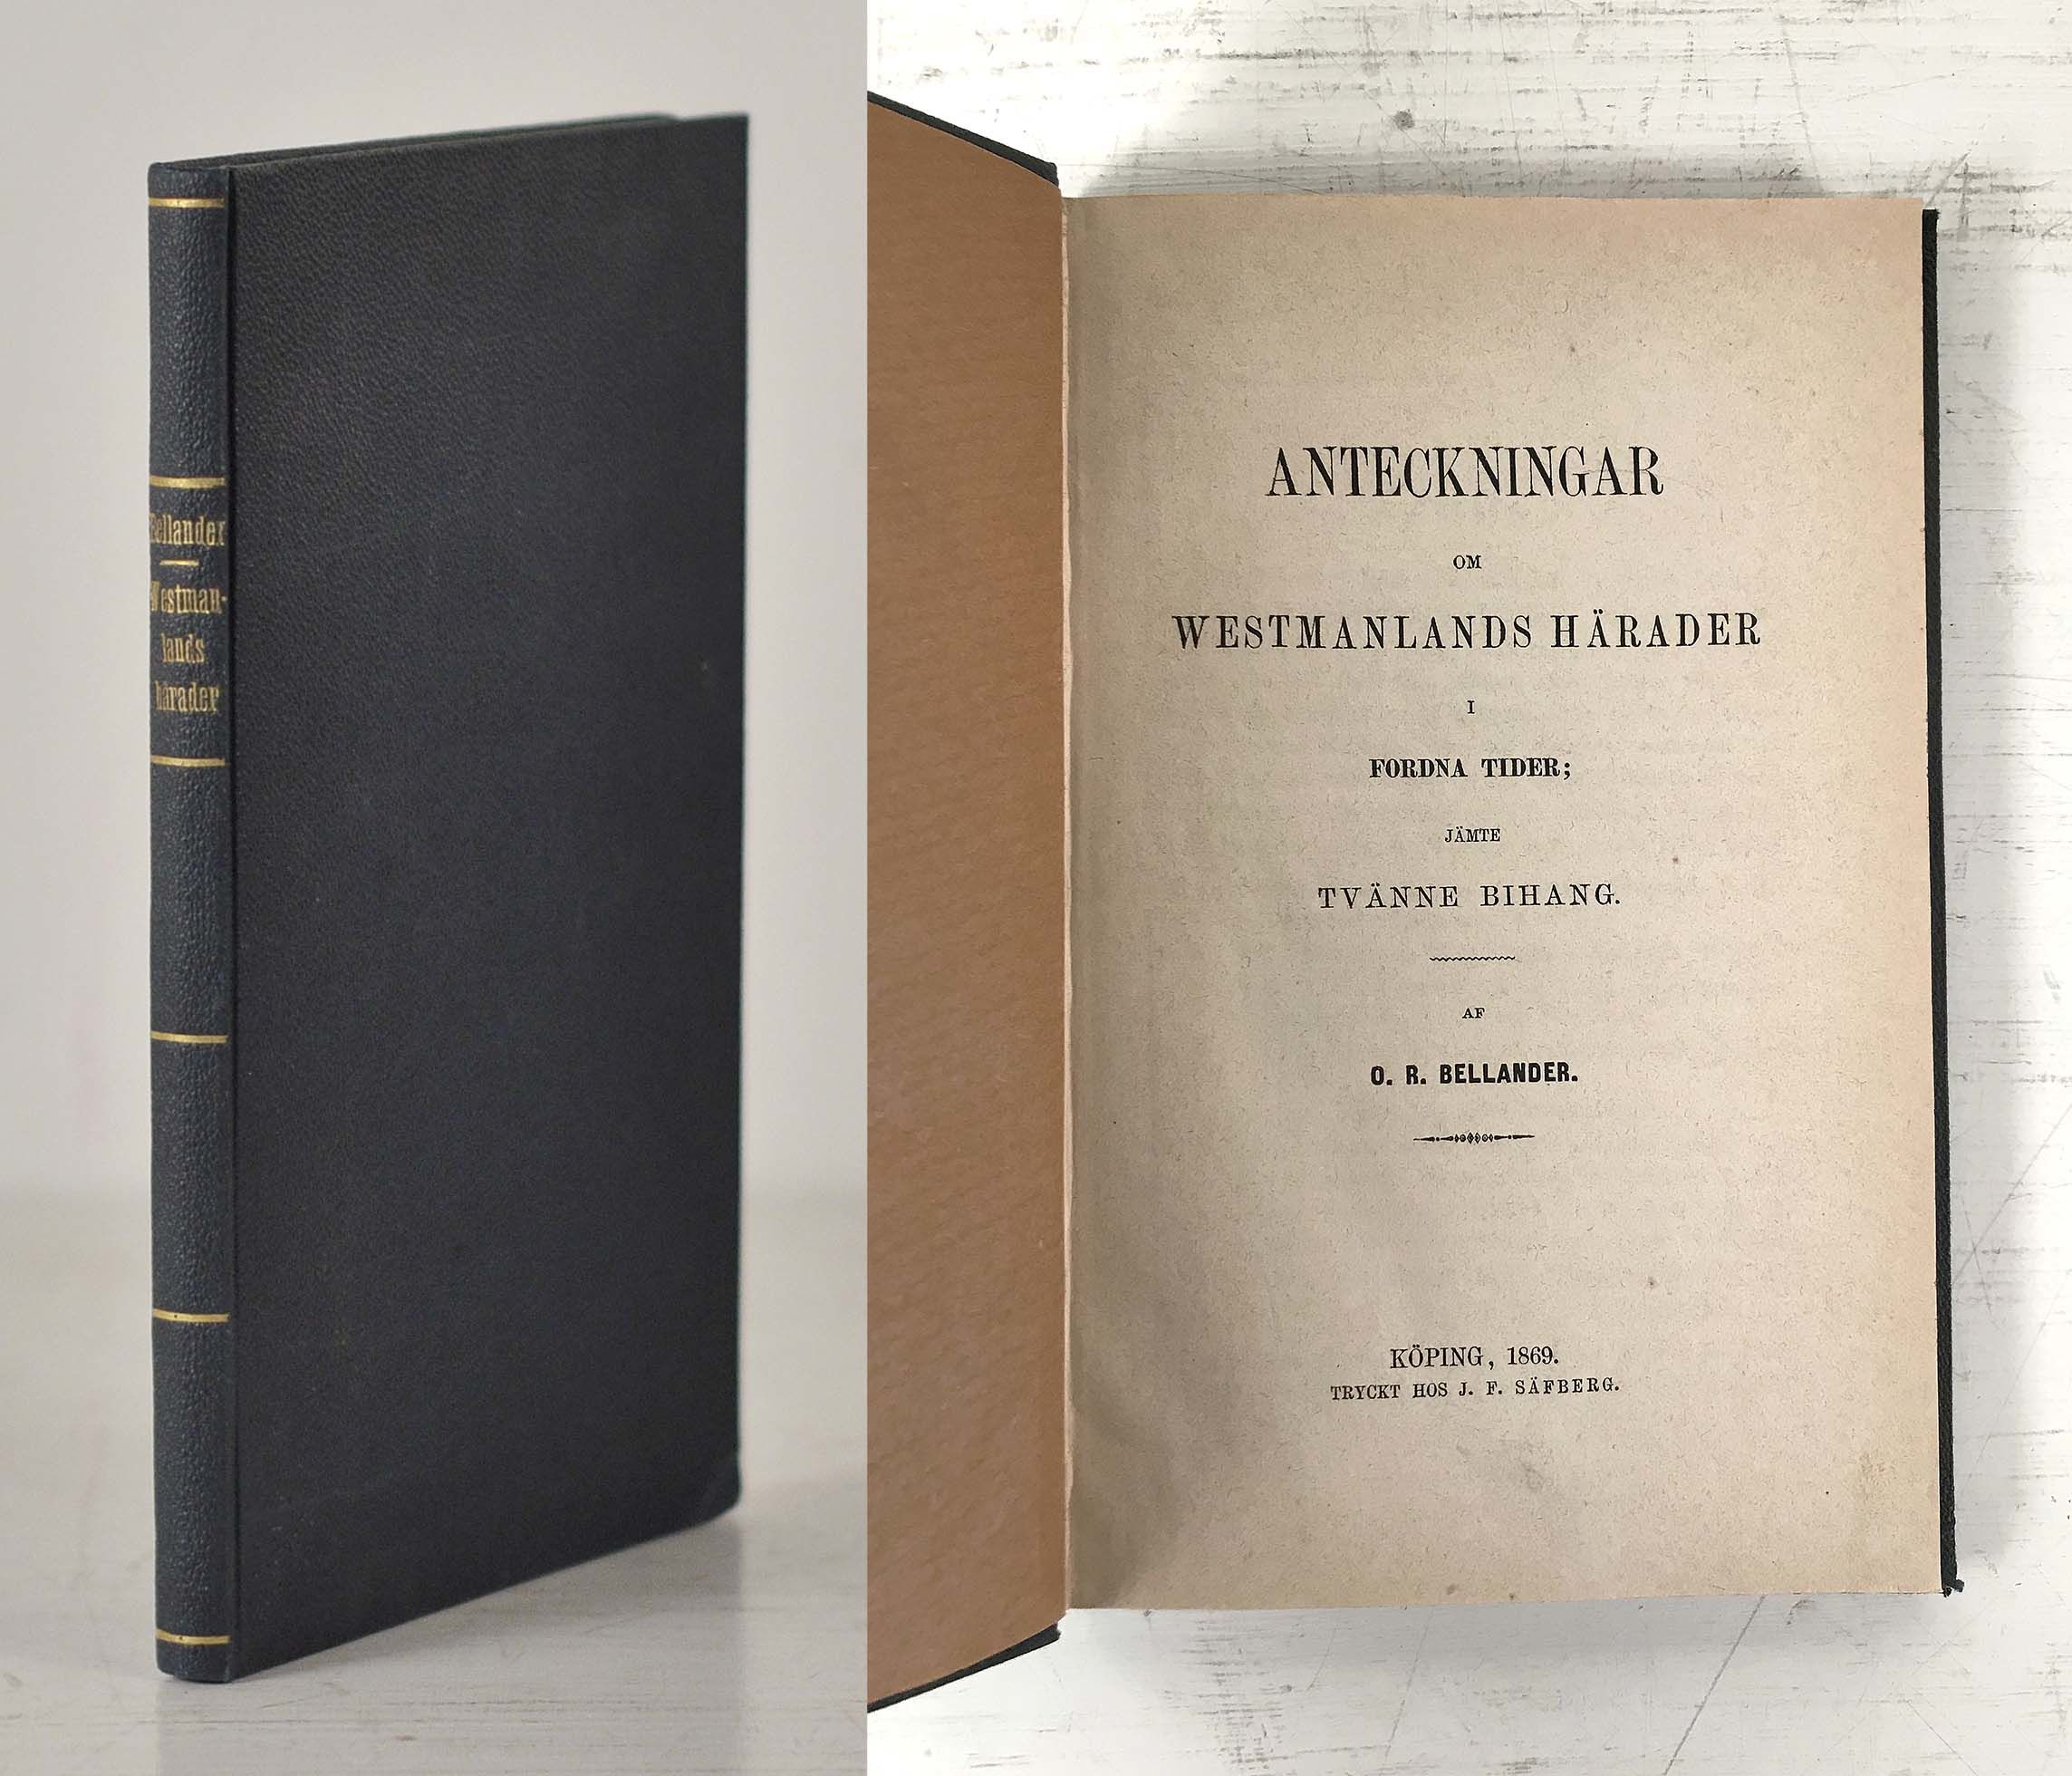 Bellander
Westman-
lands
härader
ANTECKNINGAR
OM
WESTMANLANDS HÄRADER
I
FORDNA TIDER;
JÄMTE
TVÄNNE BIHANG.
AF
O. R. BELLANDER.
KÖPING, 1869.
TRYCKT HOS J. F. SÄFBERG.